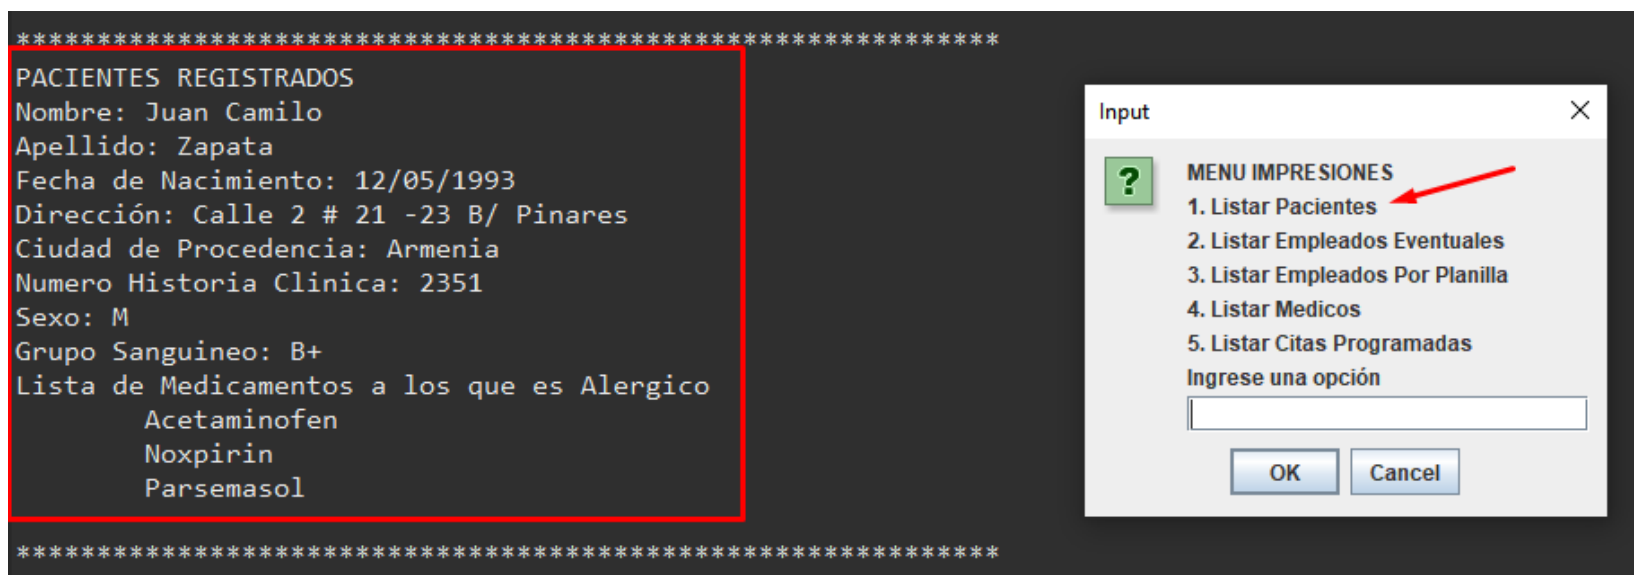 **************************************************************
PACIENTES REGISTRADOS
Nombre: Juan Camilo
Apellido: Zapata
Fecha de Nacimiento: 12/05/1993
Dirección: Calle 2 # 21 -23 B/ Pinares
Ciudad de Procedencia: Armenia
Numero Historia Clinica: 2351
Sexo: M
Grupo Sanguineo: B+
Lista de Medicamentos a los que es Alergico
Acetaminofen
Noxpirin
Parsemasol
**************************************************************
Input
?
MENU IMPRESIONES
1. Listar Pacientes
2. Listar Empleados Eventuales
3. Listar Empleados Por Planilla
4. Listar Medicos
5. Listar Citas Programadas
Ingrese una opción
OK
Cancel